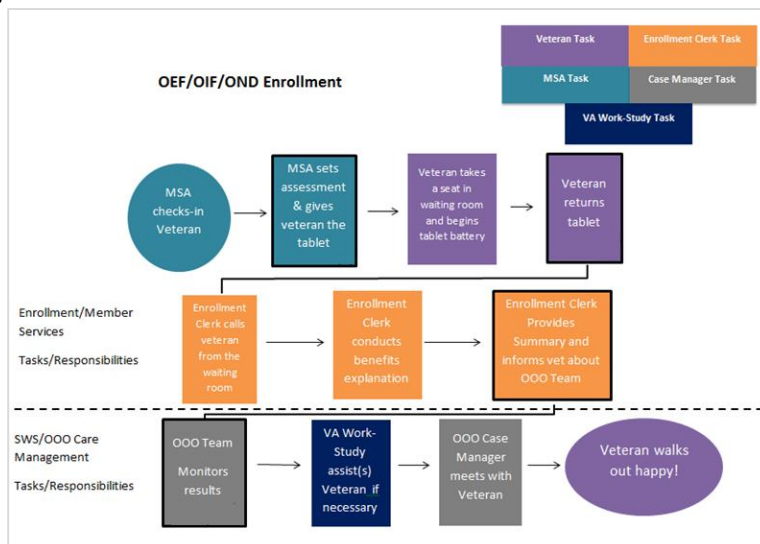 Veteran Task
Enrollment Clerk Task
OEF/OIF/OND Enrollment
MSA Task
Case Manager Task
VA Work-Study Task
MSA
checks-in
Veteran
MSA sets
assessment
& gives
veteran the
tablet
Veteran takes
a seat in
waiting room
and begins
tablet battery
Veteran
returns
tablet
Enrollment/Member
Services
Tasks/Responsibilities
Enrollment
Clerk calls
veteran
from the
waiting
room
Enrollment
Clerk
conducts
benefits
explanation
Enrollment Clerk
Provides
Summary and
informs vet about
OOO Team
SWS/OOO Care
Management
Tasks/Responsibilities
OOO Team
Monitors
results
VA Work-
Study
assist(s)
Veteran if
necessary
OOO Case
Manager
meets with
Veteran
Veteran walks
out happy!